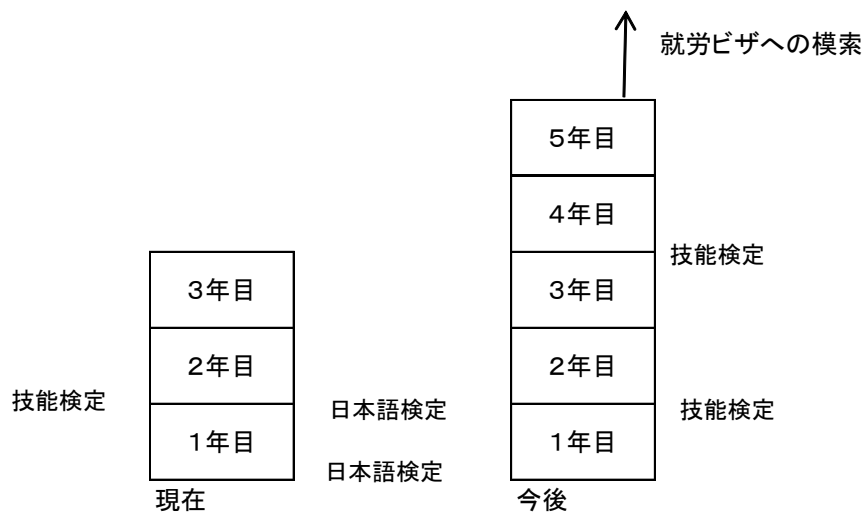 就労ビザへの模索
5年目
4年目
技能検定
3年目
3年目
2年目
2年目
技能検定
日本語検定
技能検定
1年目
1年目
日本語検定
現在
今後